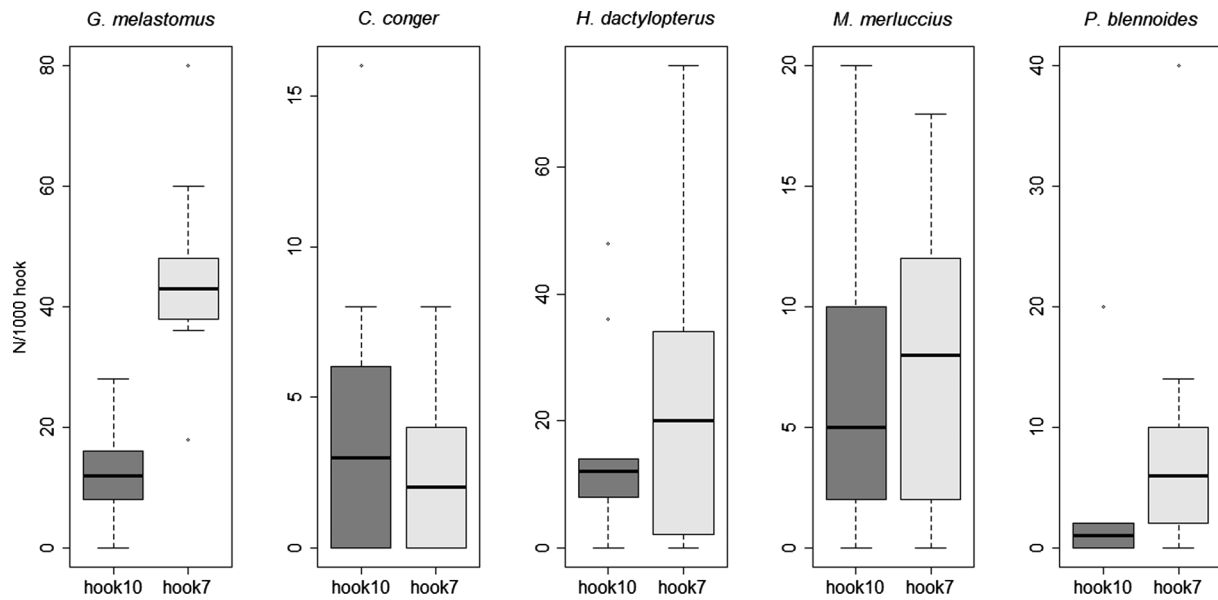 G. melastomus
C. conger
H. dactylopterus
M. merluccius
P. blennoides
N/1000 hook
0
20
40
60
80
hook10
hook7
0
5
10
15
hook10
hook7
0
20
40
60
hook10
hook7
0
5
10
15
20
hook10
hook7
0
10
20
30
40
hook10
hook7